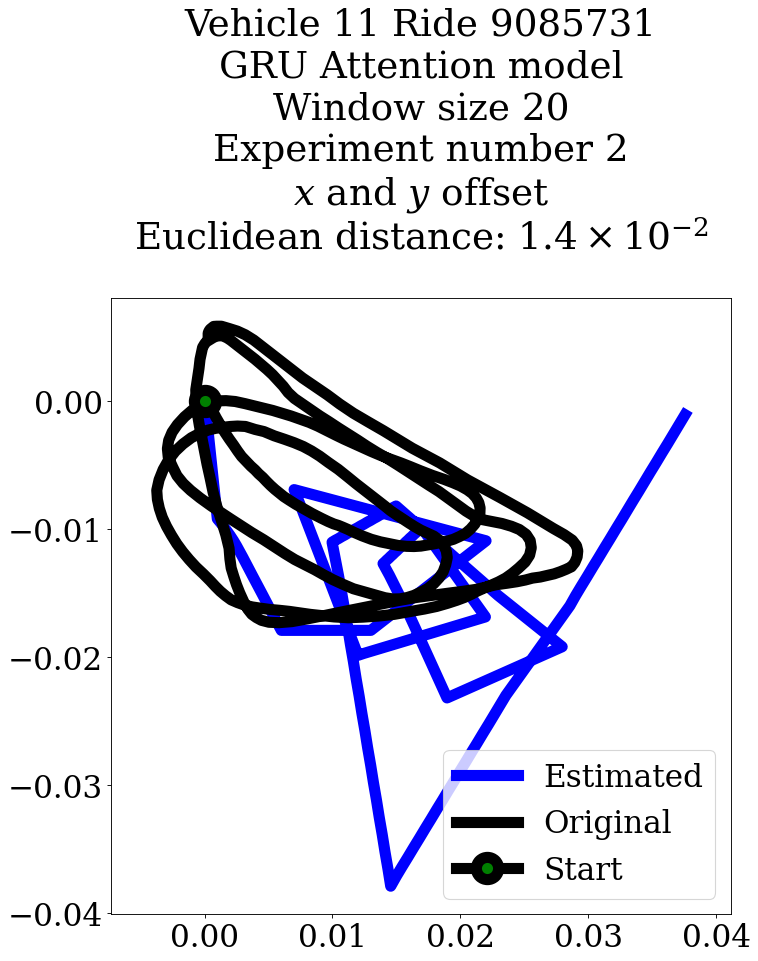 Vehicle 11 Ride 9085731
GRU Attention model
Window size 20
Experiment number 2
x and y offset
Euclidean distance: 1.4 × 10⁻²
0.00
−0.01
−0.02
−0.03
−0.04
Estimated
Original
Start
0.00 0.01 0.02 0.03 0.04